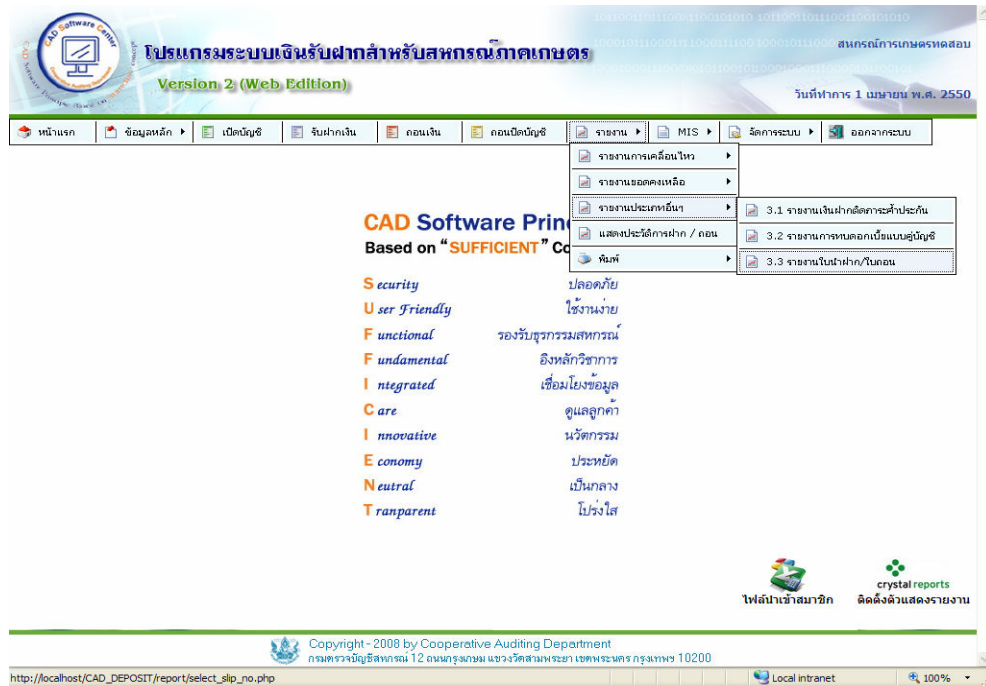 CAD Software Center
โปรแกรมระบบเงินรับฝากสำหรับสหกรณ์ภาคเกษตร
Version 2 (Web Edition)
สหกรณ์การเกษตรทดสอบ
วันที่ทำการ 1 เมษายน พ.ศ. 2550
หน้าแรก ข้อมูลหลัก เปิดบัญชี รับฝากเงิน ถอนเงิน ถอนปิดบัญชี รายงาน MIS จัดการระบบ ออกจากระบบ
รายงานการเคลื่อนไหว
รายงานยอดคงเหลือ
รายงานประเภทอื่นๆ
แสดงประวัติการฝาก / ถอน
พิมพ์
3.1 รายงานเงินฝากติดภาระค้ำประกัน
3.2 รายงานการทบดอกเบี้ยแบบคู่บัญชี
3.3 รายงานใบนำฝาก/ใบถอน
CAD Software Prin
Based on "SUFFICIENT" Co
Security ปลอดภัย
User Friendly ใช้งานง่าย
Functional รองรับธุรกรรมสหกรณ์
Fundamental อิงหลักวิชาการ
Integrated เชื่อมโยงข้อมูล
Care ดูแลลูกค้า
Innovative นวัตกรรม
Economy ประหยัด
Neutral เป็นกลาง
Tranparent โปร่งใส
ไฟล์นำเข้าสมาชิก
crystal reports
ติดตั้งตัวแสดงรายงาน
Copyright - 2008 by Cooperative Auditing Department
กรมตรวจบัญชีสหกรณ์ 12 ถนนกรุงเกษม แขวงวัดสามพระยา เขตพระนคร กรุงเทพฯ 10200
http://localhost/CAD_DEPOSIT/report/select_slip_no.php Local intranet 100%